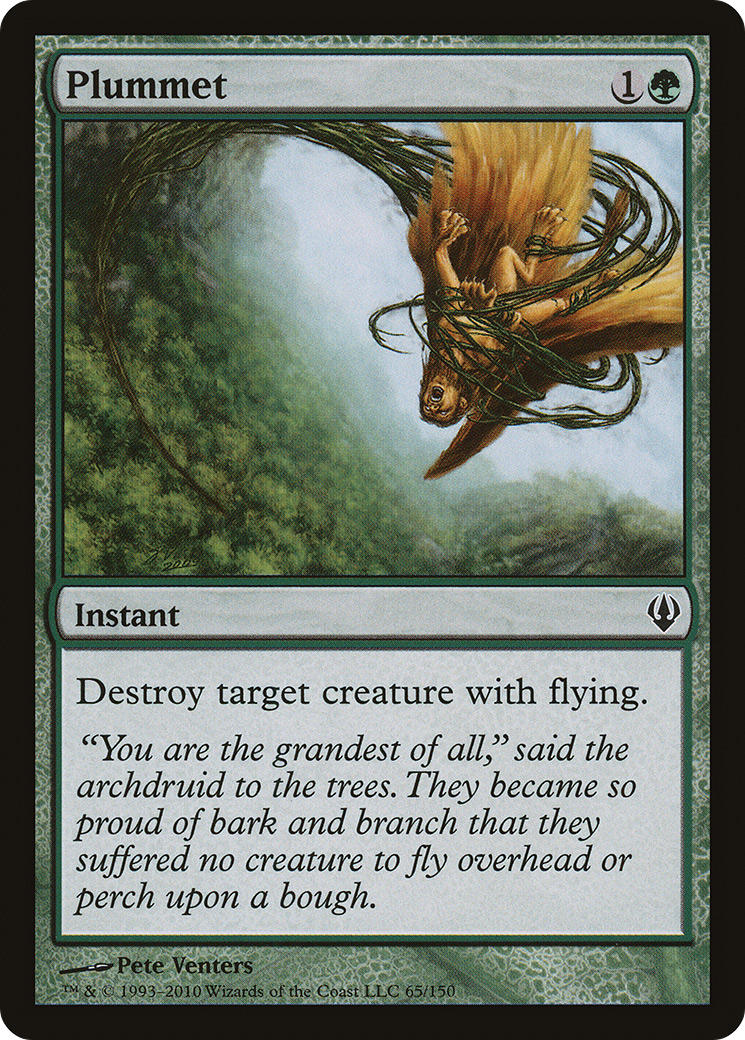 Plummet 1
Instant
Destroy target creature with flying.
“You are the grandest of all,” said the
archdruid to the trees. They became so
proud of bark and branch that they
suffered no creature to fly overhead or
perch upon a bough.
Pete Venters
™ & © 1993–2010 Wizards of the Coast LLC 65/150